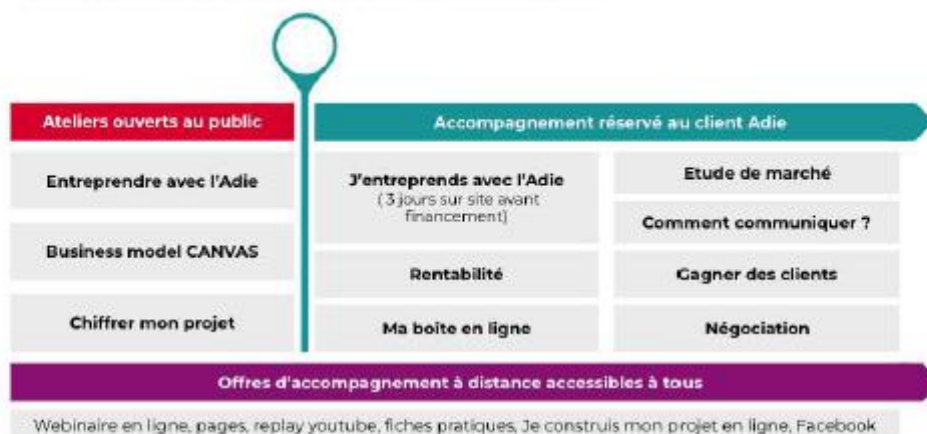 Ateliers ouverts au public
Accompagnement réservé au client Adie
Entreprendre avec l'Adie
Business model CANVAS
Chiffrer mon projet
J'entreprends avec l'Adie
( 3 jours sur site avant
financement)
Rentabilité
Ma boîte en ligne
Etude de marché
Comment communiquer ?
Gagner des clients
Négociation
Offres d'accompagnement à distance accessibles à tous
Webinaire en ligne, pages, replay youtube, fiches pratiques, Je construis mon projet en ligne, Facebook